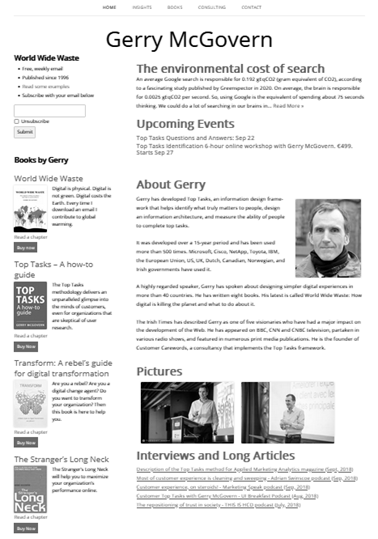 HOME INSIGHTS BOOKS CONSULTING CONTACT
Gerry McGovern
World Wide Waste
Free, weekly email
Published since 1996
Read some examples
Subscribe with your email below
Unsubscribe
Submit
Books by Gerry
World Wide Waste
Digital is physical. Digital is
not green. Digital costs the
Earth. Every time I
download an email I
contribute to global
warming.
Read a chapter
Buy now
Top Tasks – A how-to
guide
TOP
TASKS
A how-to
guide
The Top Tasks
methodology delivers an
unparalleled glimpse into
the minds of customers,
even for organizations that
are skeptical of user
research.
Read a chapter
Buy Now
Transform: A rebel's guide
for digital transformation
Are you a rebel? Are you a
digital change agent? Do
you want to transform
your organization? Then
this book is here to help
you.
Read a chapter
Buy Now
The Stranger's Long Neck
The Stranger's
Long
Neck
The Stranger's Long Neck
will help you to maximize
your organization's
performance online.
Read a chapter
Buy Now
The environmental cost of search
An average Google search is responsible for 0.192 gEqCO2 (gram equivalent of CO2), according
to a fascinating study published by Greenspector in 2020. On average, the brain is responsible
for 0.0025 gEqCO2 per second. So, using Google is the equivalent of spending about 75 seconds
thinking. We could do a lot of searching in our brains in... Read More »
Upcoming Events
Top Tasks Questions and Answers: Sep 22
Top Tasks Identification 6-hour online workshop with Gerry McGovern. €499.
Starts Sep 27
About Gerry
Gerry has developed Top Tasks, an information design frame-
work that helps identify what truly matters to people, design
an information architecture, and measure the ability of people
to complete top tasks.
It was developed over a 15-year period and has been used
more than 500 times. Microsoft, Cisco, NetApp, Toyota, IBM,
the European Union, US, UK, Dutch, Canadian, Norwegian, and
Irish governments have used it.
A highly-regarded speaker, Gerry has spoken about designing simpler digital experiences in
more than 40 countries. He has written eight books. His latest is called World Wide Waste: How
digital is killing the planet and what to do about it.
The Irish Times has described Gerry as one of five visionaries who have had a major impact on
the development of the Web. He has appeared on BBC, CNN and CNBC television, partaken in
various radio shows, and featured in numerous print media publications. He is the founder of
Customer Carewords, a consultancy that implements the Top Tasks framework.
Pictures
Interviews and Long Articles
Description of the Top Tasks method for Applied Marketing Analytics magazine (Sept, 2018)
Most of customer experience is cleaning and sweeping – Adrian Swinscoe podcast (Sep, 2018)
Customer experience, on steroids! – Marketing Speak podcast (Sep, 2018)
Customer Top Tasks with Gerry McGovern – UI Breakfast Podcast (Aug, 2018)
The repositioning of trust in society – THIS IS HCD podcast (July, 2018)